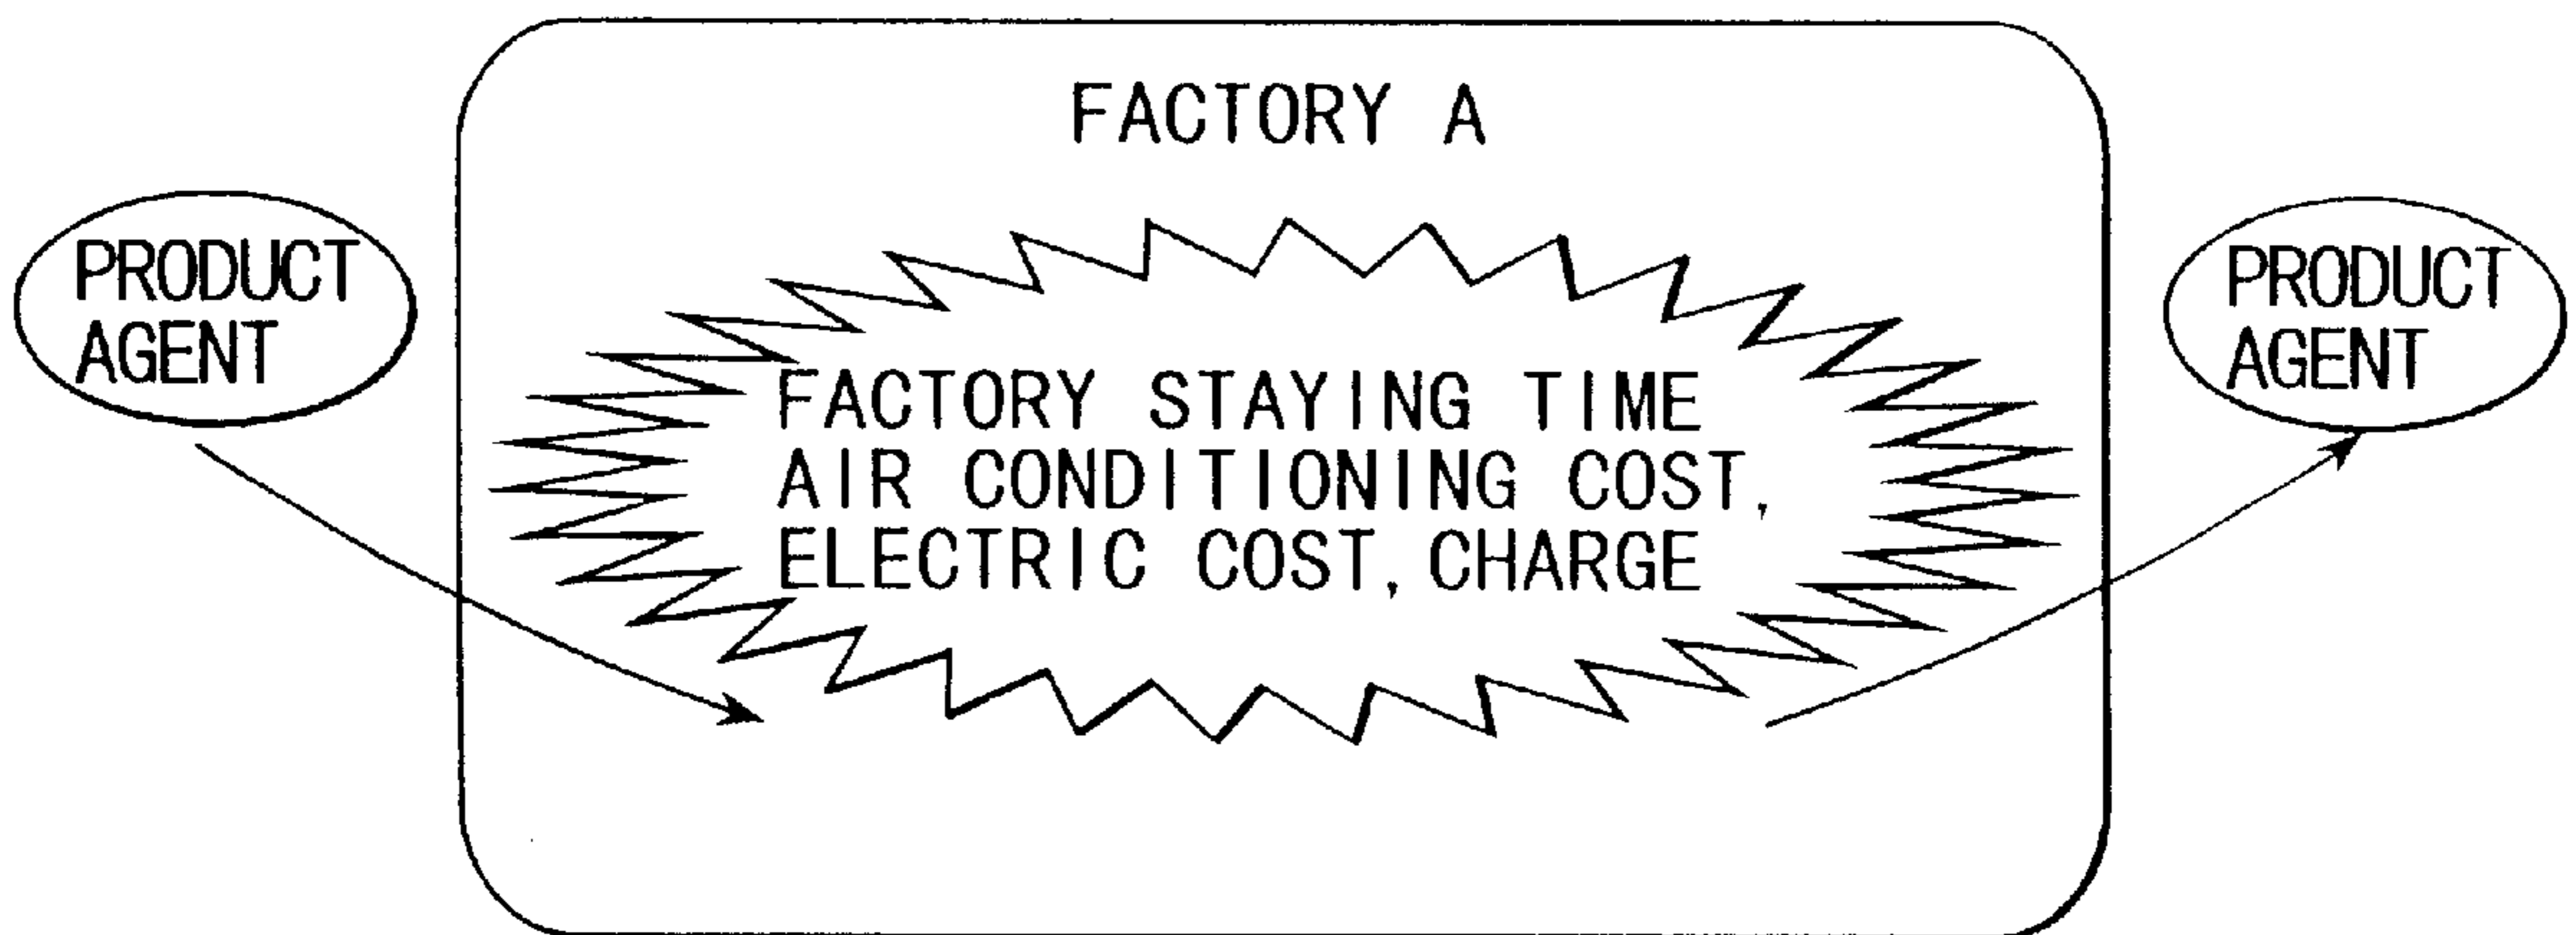 FACTORY A
PRODUCT
AGENT
FACTORY STAYING TIME
AIR CONDITIONING COST,
ELECTRIC COST, CHARGE
PRODUCT
AGENT